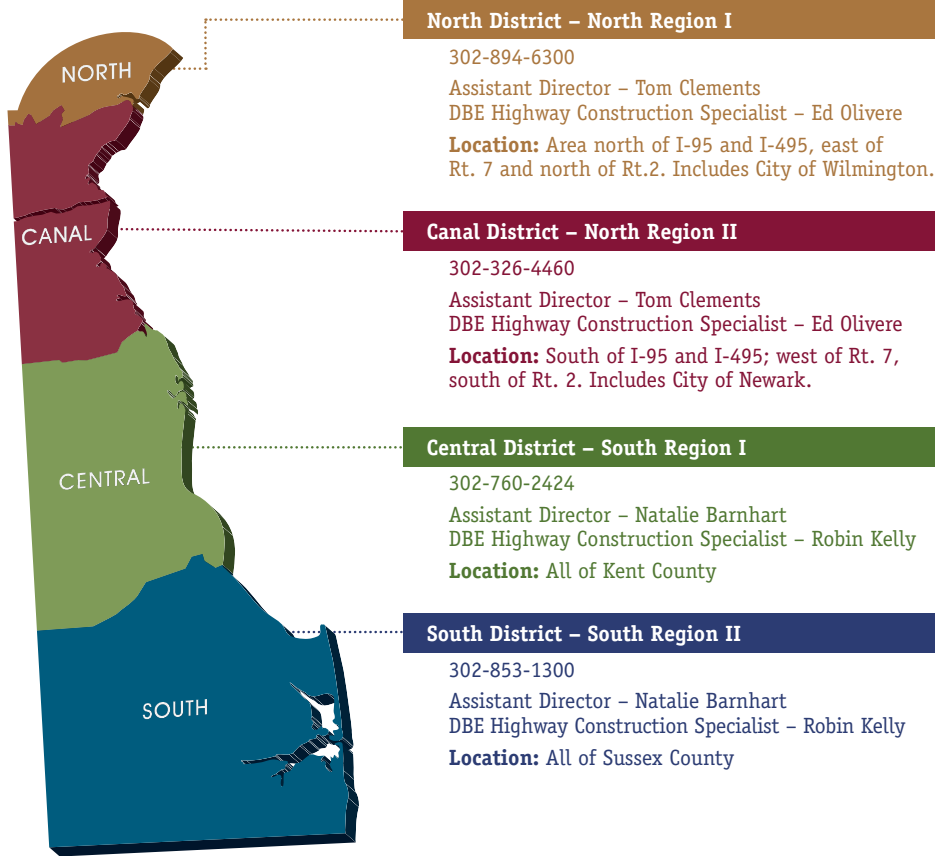 NORTH
CANAL
CENTRAL
SOUTH
North District – North Region I
302-894-6300
Assistant Director – Tom Clements
DBE Highway Construction Specialist – Ed Olivere
Location: Area north of I-95 and I-495, east of
Rt. 7 and north of Rt.2. Includes City of Wilmington.
Canal District – North Region II
302-326-4460
Assistant Director – Tom Clements
DBE Highway Construction Specialist – Ed Olivere
Location: South of I-95 and I-495; west of Rt. 7,
south of Rt. 2. Includes City of Newark.
Central District – South Region I
302-760-2424
Assistant Director – Natalie Barnhart
DBE Highway Construction Specialist – Robin Kelly
Location: All of Kent County
South District – South Region II
302-853-1300
Assistant Director – Natalie Barnhart
DBE Highway Construction Specialist – Robin Kelly
Location: All of Sussex County